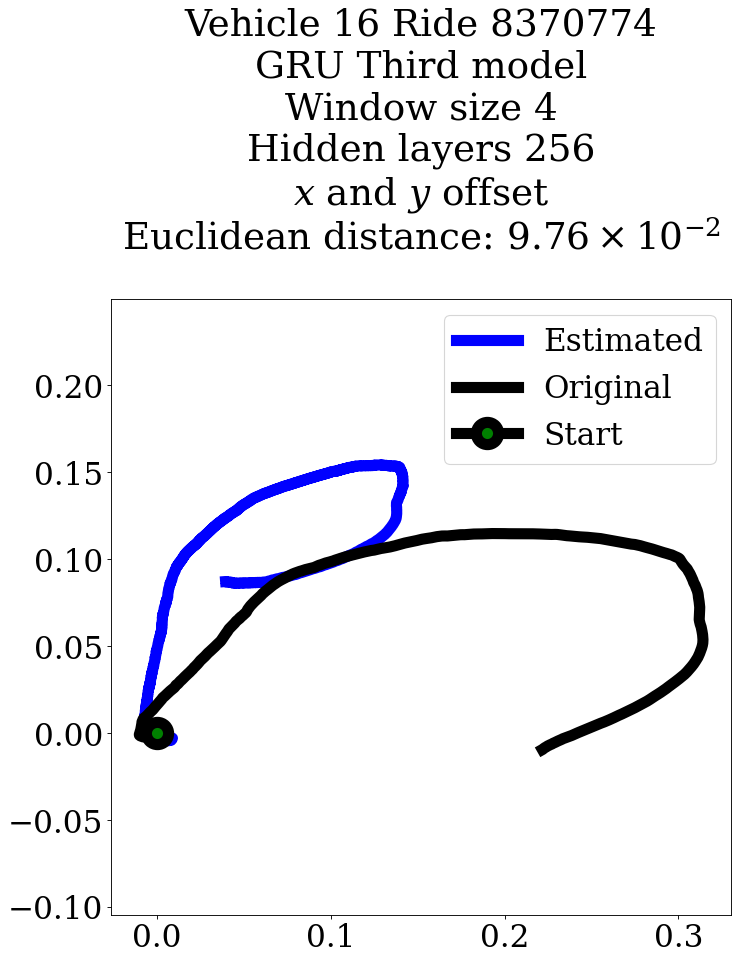 Vehicle 16 Ride 8370774
GRU Third model
Window size 4
Hidden layers 256
x and y offset
Euclidean distance: 9.76 × 10⁻²
Estimated
Original
Start
0.20
0.15
0.10
0.05
0.00
−0.05
−0.10
0.0 0.1 0.2 0.3